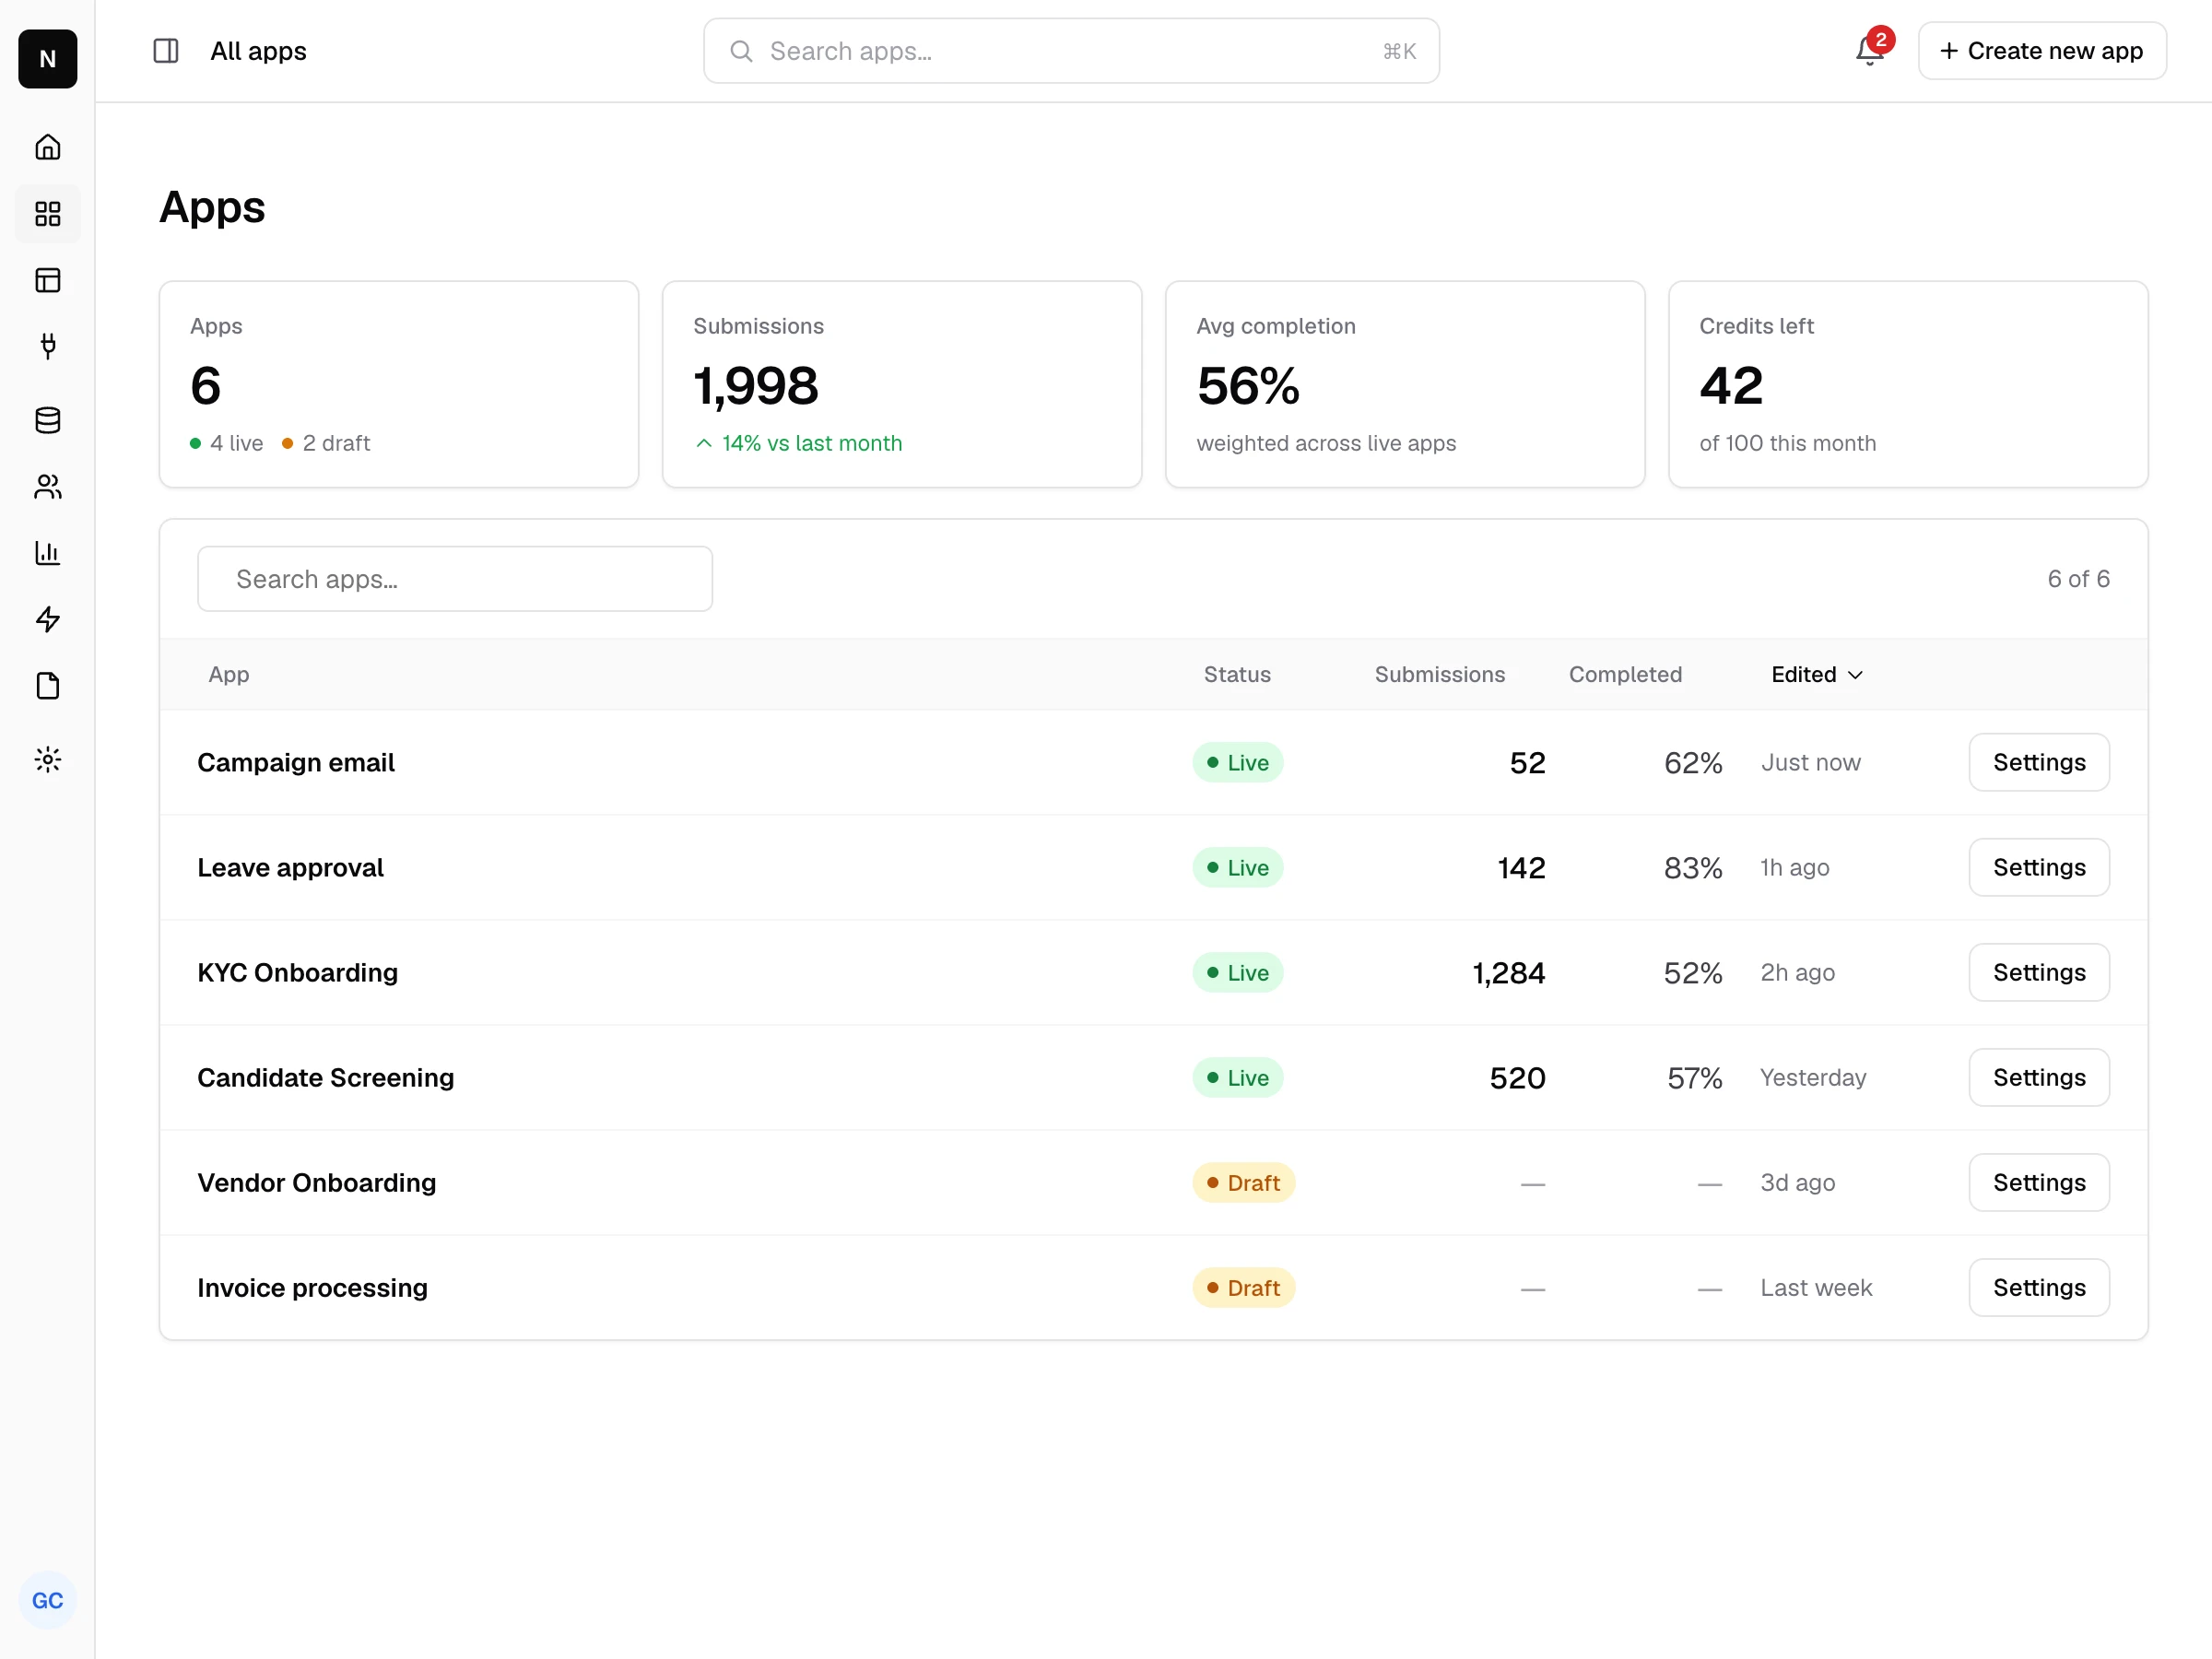 N
All apps
Search apps...
⌘K
2
+ Create new app
Apps
Apps
6
4 live 2 draft
Submissions
1,998
14% vs last month
Avg completion
56%
weighted across live apps
Credits left
42
of 100 this month
Search apps...
6 of 6
App Status Submissions Completed Edited
Campaign email Live 52 62% Just now Settings
Leave approval Live 142 83% 1h ago Settings
KYC Onboarding Live 1,284 52% 2h ago Settings
Candidate Screening Live 520 57% Yesterday Settings
Vendor Onboarding Draft — — 3d ago Settings
Invoice processing Draft — — Last week Settings
GC